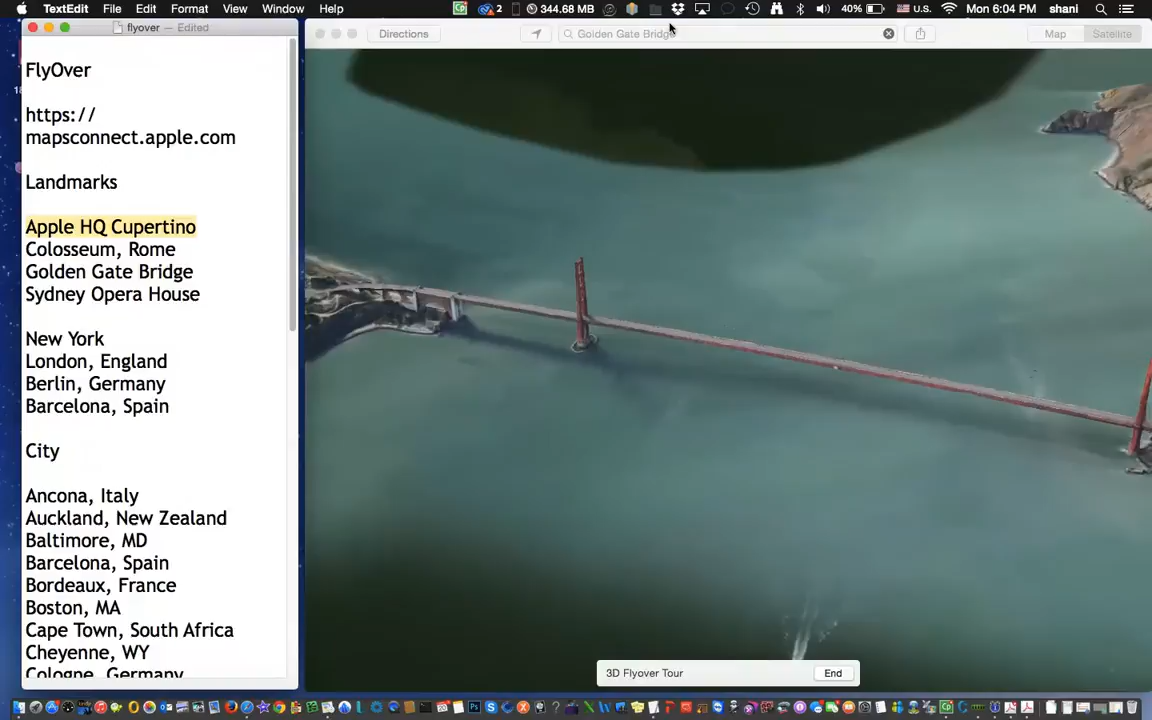 TextEdit File Edit Format View Window Help
2 344.68 MB 40% U.S. Mon 6:04 PM shani
flyover — Edited
FlyOver
https://
mapsconnect.apple.com
Landmarks
Apple HQ Cupertino
Colosseum, Rome
Golden Gate Bridge
Sydney Opera House
New York
London, England
Berlin, Germany
Barcelona, Spain
City
Ancona, Italy
Auckland, New Zealand
Baltimore, MD
Barcelona, Spain
Bordeaux, France
Boston, MA
Cape Town, South Africa
Cheyenne, WY
Cologne, Germany
Directions
Golden Gate Bridge
Map Satellite
3D Flyover Tour
End